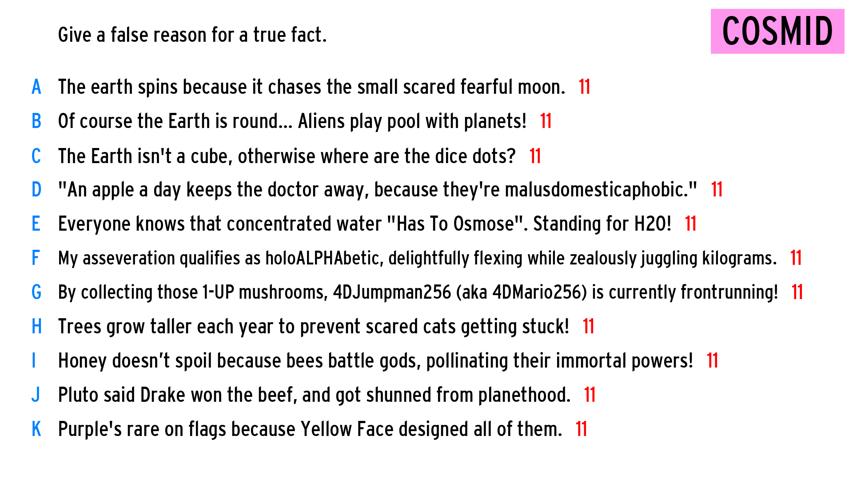 Give a false reason for a true fact.
COSMID
A The earth spins because it chases the small scared fearful moon. 11
B Of course the Earth is round... Aliens play pool with planets! 11
C The Earth isn't a cube, otherwise where are the dice dots? 11
D "An apple a day keeps the doctor away, because they're malusdomesticaphobic." 11
E Everyone knows that concentrated water "Has To Osmose". Standing for H2O! 11
F My asseveration qualifies as holoALPHAbetic, delightfully flexing while zealously juggling kilograms. 11
G By collecting those 1-UP mushrooms, 4DJumpman256 (aka 4DMario256) is currently frontrunning! 11
H Trees grow taller each year to prevent scared cats getting stuck! 11
I Honey doesn’t spoil because bees battle gods, pollinating their immortal powers! 11
J Pluto said Drake won the beef, and got shunned from planethood. 11
K Purple's rare on flags because Yellow Face designed all of them. 11